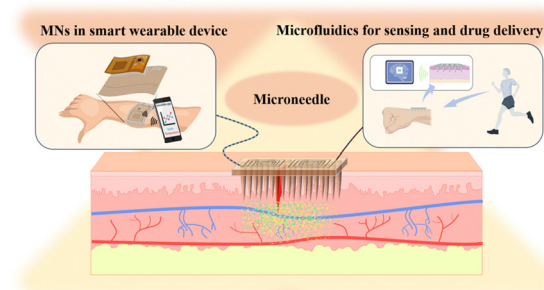 MNs in smart wearable device
Microfluidics for sensing and drug delivery
Microneedle